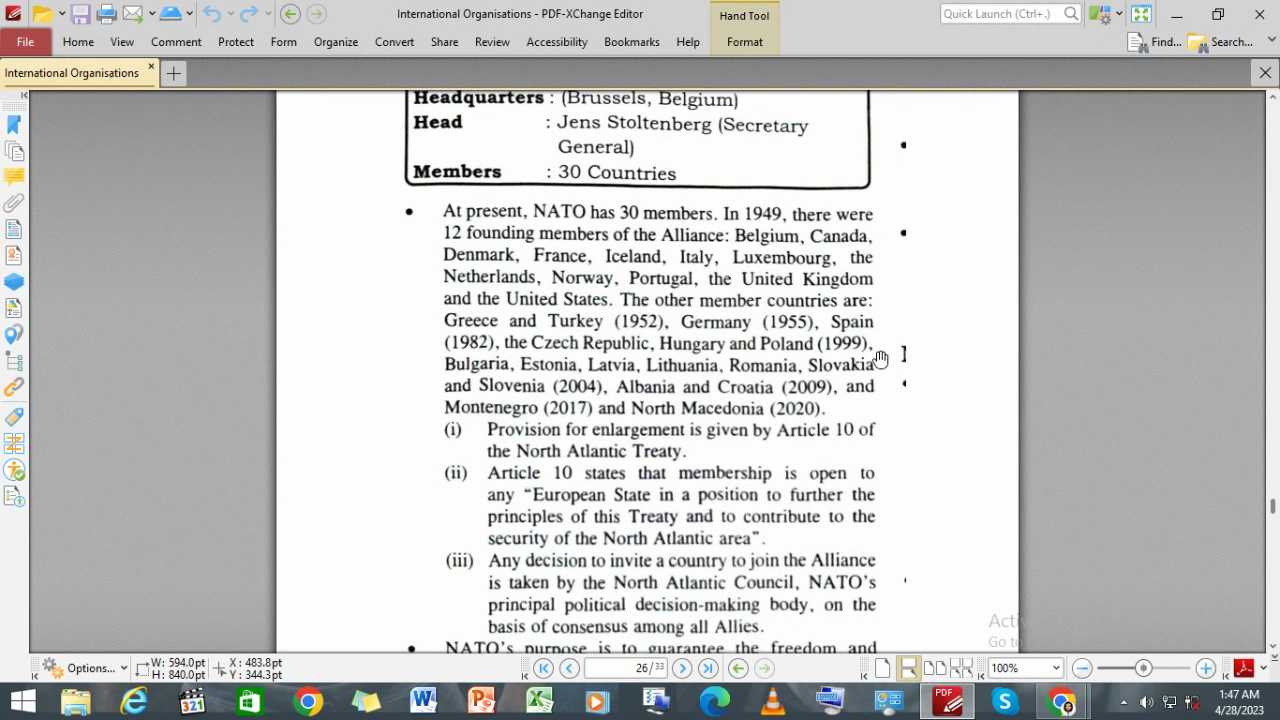 International Organisations - PDF-XChange Editor
Hand Tool
Quick Launch (Ctrl+.)
File
Home
View
Comment
Protect
Form
Organize
Convert
Share
Review
Accessibility
Bookmarks
Help
Format
Find...
Search...
International Organisations
Headquarters : (Brussels, Belgium)
Head : Jens Stoltenberg (Secretary
General)
Members : 30 Countries
• At present, NATO has 30 members. In 1949, there were
12 founding members of the Alliance: Belgium, Canada,
Denmark, France, Iceland, Italy, Luxembourg, the
Netherlands, Norway, Portugal, the United Kingdom
and the United States. The other member countries are:
Greece and Turkey (1952), Germany (1955), Spain
(1982), the Czech Republic, Hungary and Poland (1999),
Bulgaria, Estonia, Latvia, Lithuania, Romania, Slovakia
and Slovenia (2004), Albania and Croatia (2009), and
Montenegro (2017) and North Macedonia (2020).
(i) Provision for enlargement is given by Article 10 of
the North Atlantic Treaty.
(ii) Article 10 states that membership is open to
any “European State in a position to further the
principles of this Treaty and to contribute to the
security of the North Atlantic area”.
(iii) Any decision to invite a country to join the Alliance
is taken by the North Atlantic Council, NATO's
principal political decision-making body, on the
basis of consensus among all Allies.
• NATO's purpose is to guarantee the freedom and
Go to
Options...
W: 594.0pt
H: 840.0pt
X: 483.8pt
Y: 344.3pt
26 / 33
100%
321
PDF
1:47 AM
4/28/2023